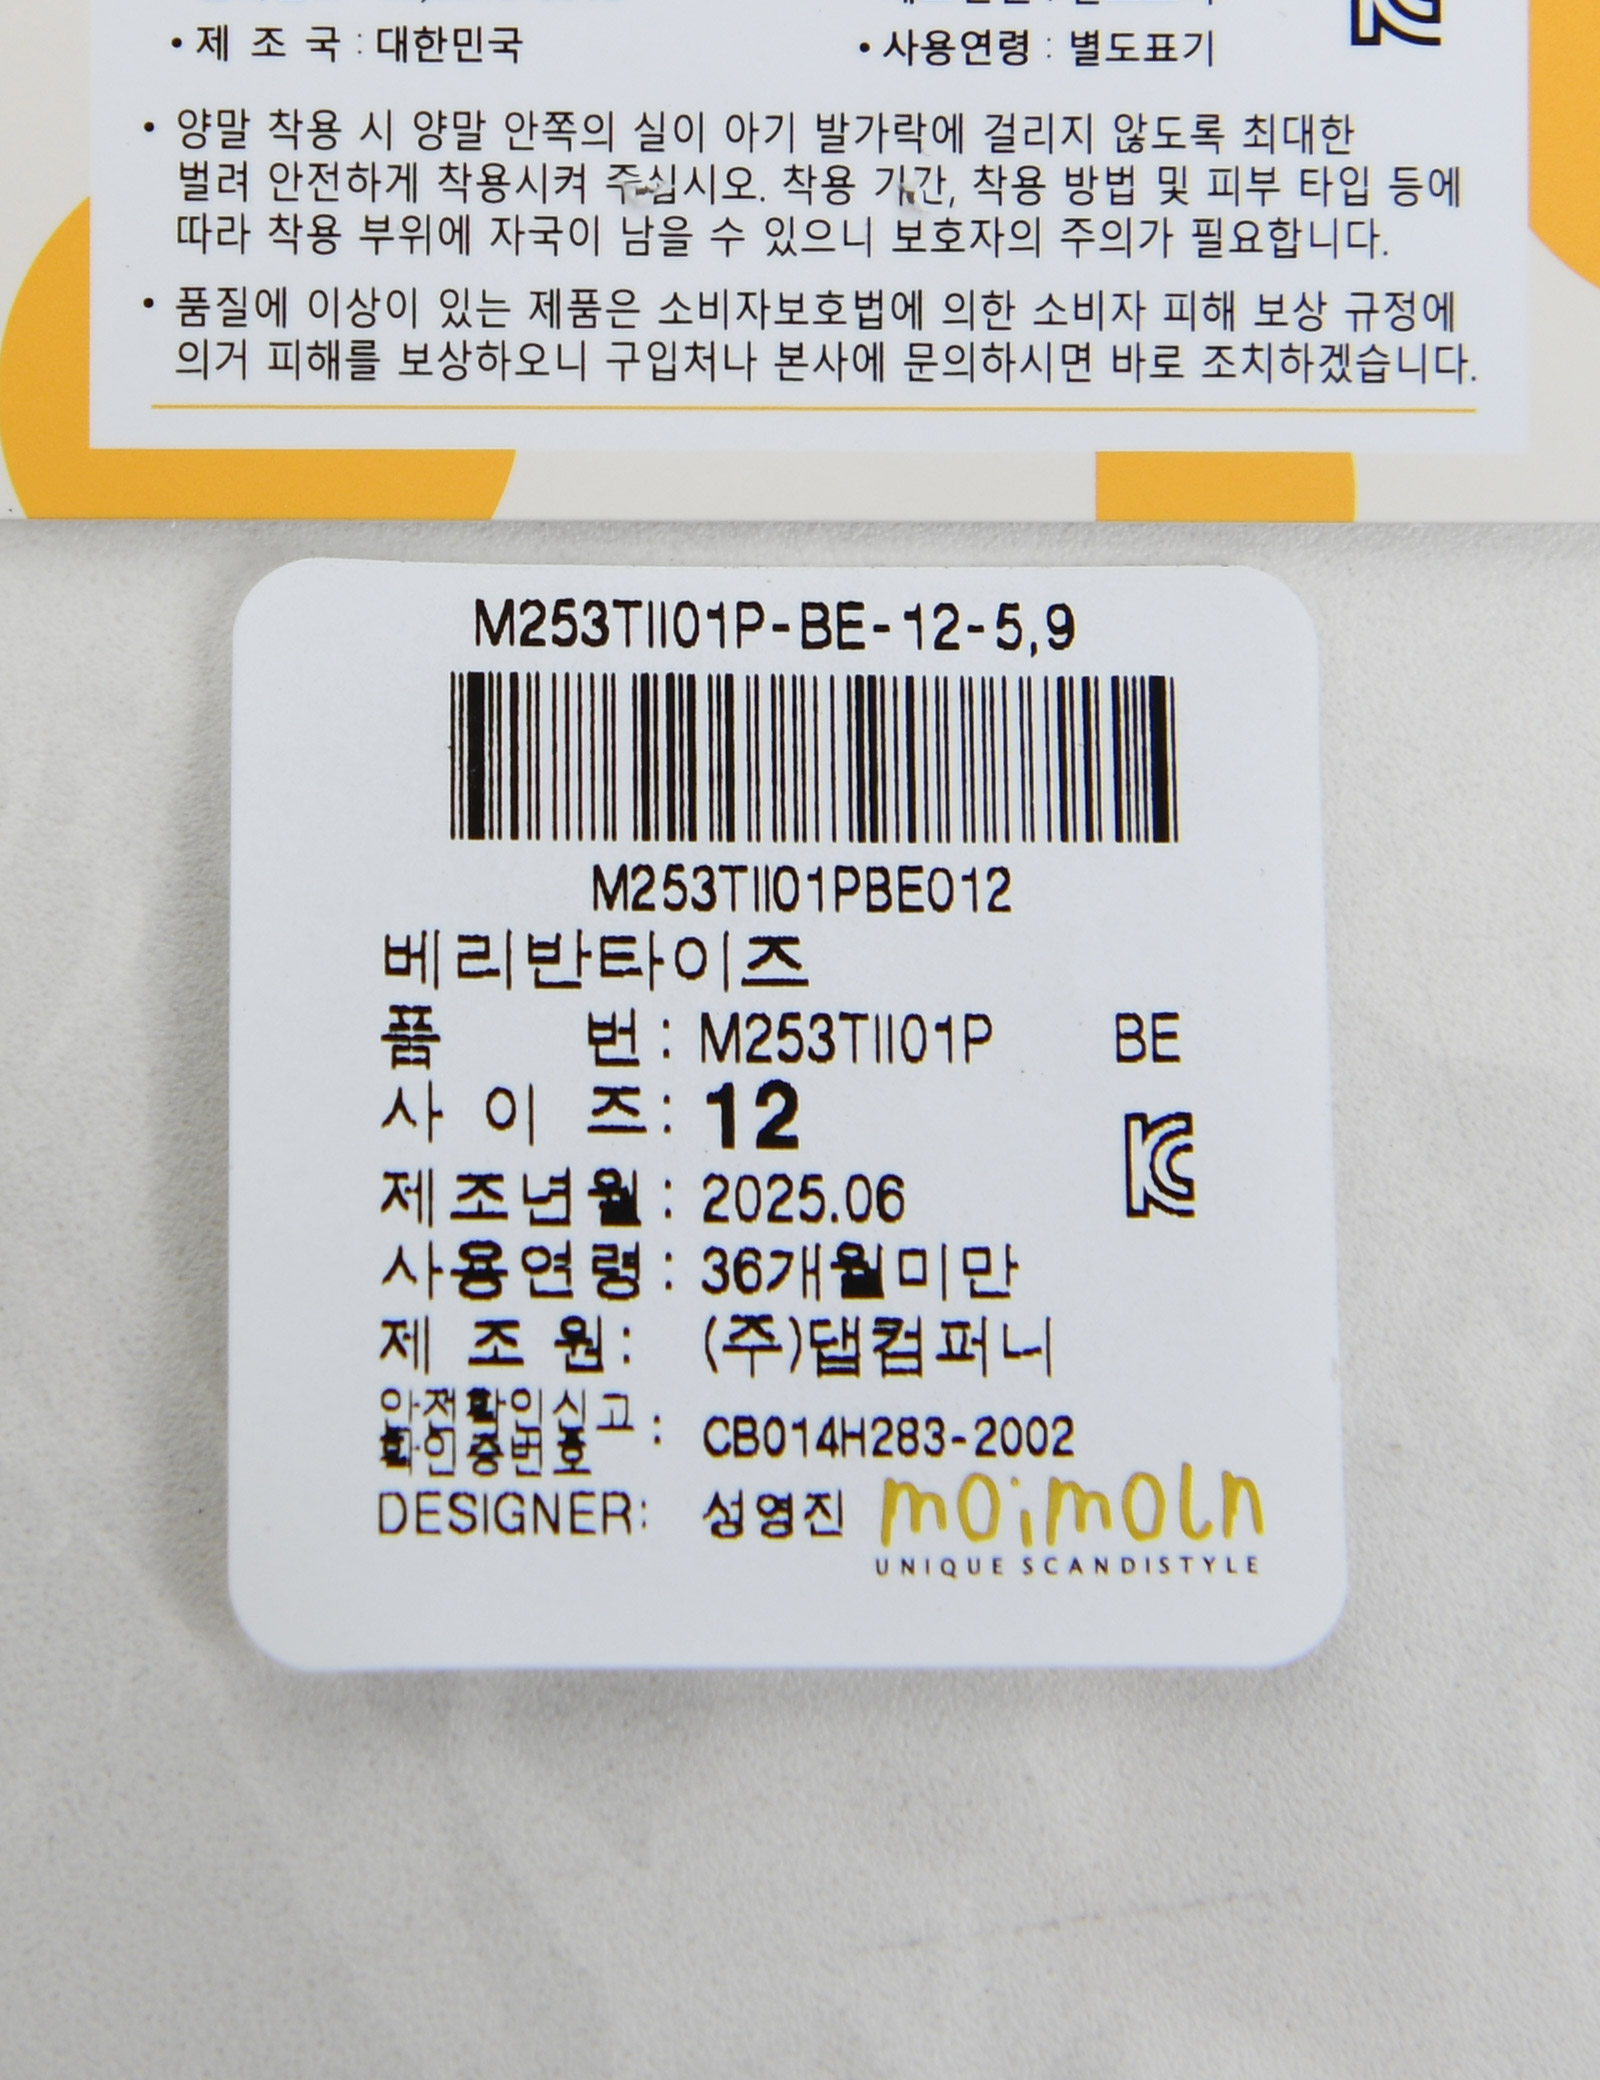 • 제 조 국 : 대한민국
• 사용연령 : 별도표기
• 양말 착용 시 양말 안쪽의 실이 아기 발가락에 걸리지 않도록 최대한
벌려 안전하게 착용시켜 주십시오. 착용 기간, 착용 방법 및 피부 타입 등에
따라 착용 부위에 자국이 남을 수 있으니 보호자의 주의가 필요합니다.
• 품질에 이상이 있는 제품은 소비자보호법에 의한 소비자 피해 보상 규정에
의거 피해를 보상하오니 구입처나 본사에 문의하시면 바로 조치하겠습니다.
M253TII01P-BE-12-5,9
M253TII01PBE012
베리반타이즈
품 번 : M253TII01P BE
사 이 즈 : 12
제조년월 : 2025.06
사용연령 : 36개월미만
제 조 원 : (주)댑컴퍼니
안전확인신고
확인증번호 : CB014H283-2002
DESIGNER: 성영진
moimoln
UNIQUE SCANDISTYLE